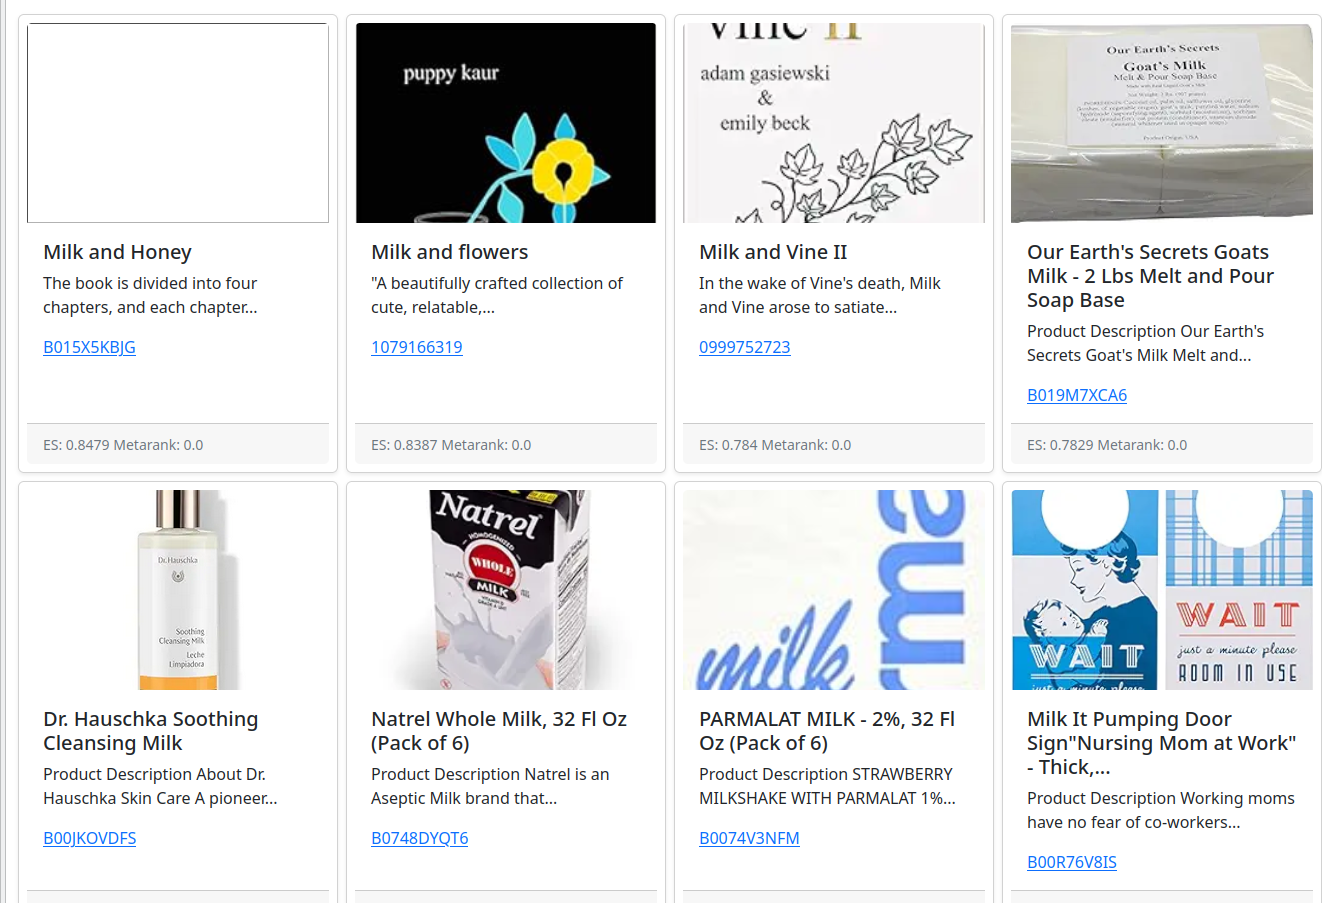 puppy kaur
adam gasiewski
&
emily beck
Our Earth's Secrets
Goat's Milk
Melt & Pour Soap Base
Product Origin: USA
Milk and Honey
The book is divided into four
chapters, and each chapter...
B015X5KBJG
ES: 0.8479 Metarank: 0.0
Milk and flowers
"A beautifully crafted collection of
cute, relatable,...
1079166319
ES: 0.8387 Metarank: 0.0
Milk and Vine II
In the wake of Vine's death, Milk
and Vine arose to satiate...
0999752723
ES: 0.784 Metarank: 0.0
Our Earth's Secrets Goats
Milk - 2 Lbs Melt and Pour
Soap Base
Product Description Our Earth's
Secrets Goat's Milk Melt and...
B019M7XCA6
ES: 0.7829 Metarank: 0.0
Dr. Hauschka
Soothing
Cleansing Milk
Leche
Limpiadora
Natrel
HOMOGENIZED
WHOLE
MILK
milk
rma
WAIT
just a minute please
WAIT
just a minute please
ROOM IN USE
Dr. Hauschka Soothing
Cleansing Milk
Product Description About Dr.
Hauschka Skin Care A pioneer...
B00JKOVDFS
Natrel Whole Milk, 32 Fl Oz
(Pack of 6)
Product Description Natrel is an
Aseptic Milk brand that...
B0748DYQT6
PARMALAT MILK - 2%, 32 Fl
Oz (Pack of 6)
Product Description STRAWBERRY
MILKSHAKE WITH PARMALAT 1%...
B0074V3NFM
Milk It Pumping Door
Sign"Nursing Mom at Work"
- Thick,...
Product Description Working moms
have no fear of co-workers...
B00R76V8IS